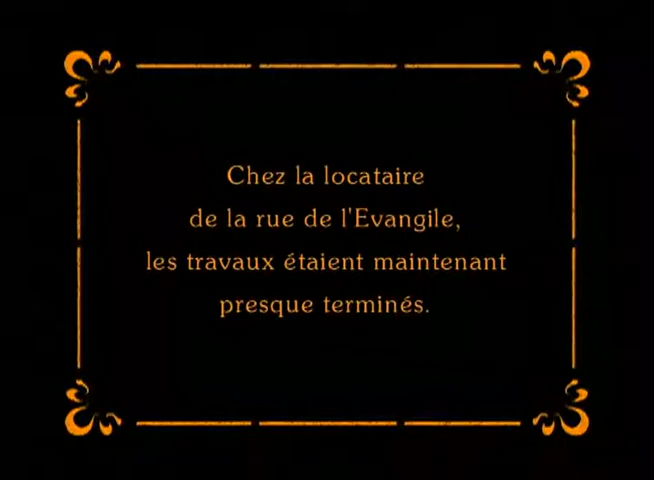 Chez la locataire
de la rue de l'Evangile,
les travaux étaient maintenant
presque terminés.